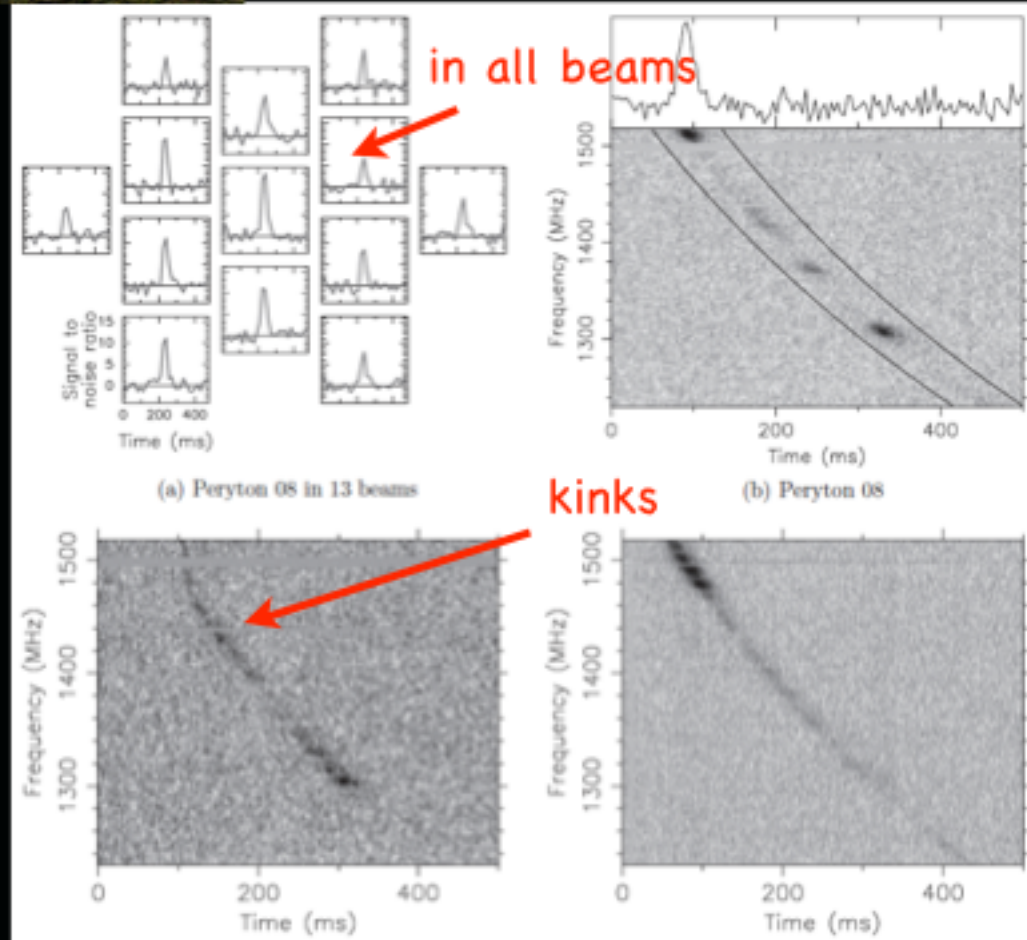 in all beams
Signal to
noise ratio
15
10
5
0
0 200 400
Time (ms)
(a) Peryton 08 in 13 beams
Frequency (MHz)
1500
1400
1300
0 200 400
Time (ms)
(b) Peryton 08
kinks
Frequency (MHz)
1500
1400
1300
0 200 400
Time (ms)
Frequency (MHz)
1500
1400
1300
0 200 400
Time (ms)